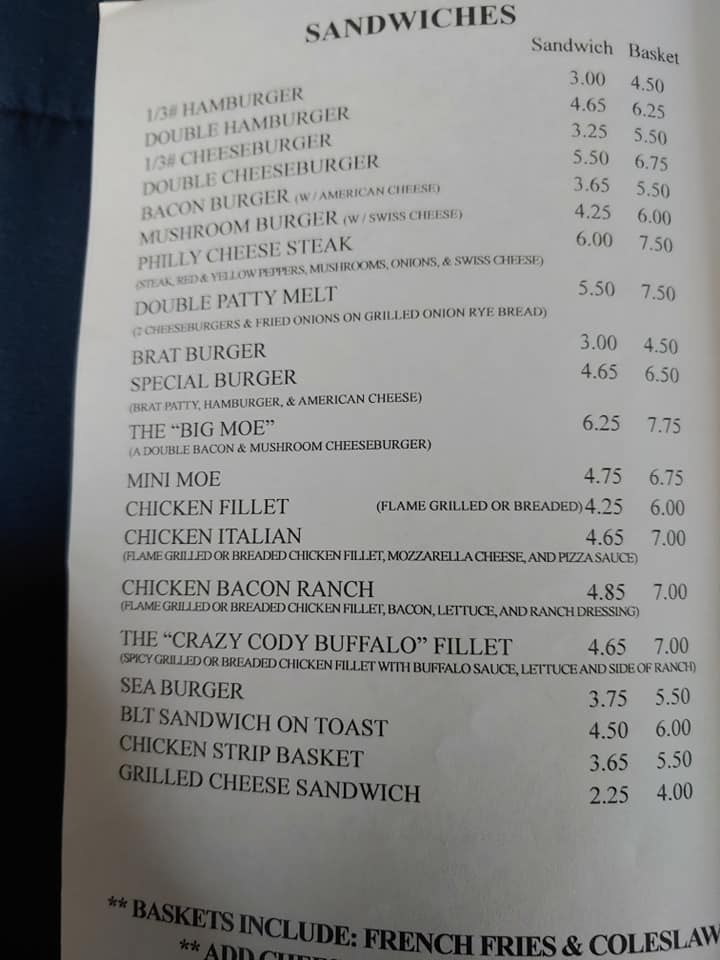 SANDWICHES
Sandwich Basket
1/3# HAMBURGER 3.00 4.50
DOUBLE HAMBURGER 4.65 6.25
1/3# CHEESEBURGER 3.25 5.50
DOUBLE CHEESEBURGER 5.50 6.75
BACON BURGER (W/ AMERICAN CHEESE) 3.65 5.50
MUSHROOM BURGER (W / SWISS CHEESE) 4.25 6.00
PHILLY CHEESE STEAK 6.00 7.50
(STEAK, RED & YELLOW PEPPERS, MUSHROOMS, ONIONS, & SWISS CHEESE)
DOUBLE PATTY MELT 5.50 7.50
(2 CHEESEBURGERS & FRIED ONIONS ON GRILLED ONION RYE BREAD)
BRAT BURGER 3.00 4.50
SPECIAL BURGER 4.65 6.50
(BRAT PATTY, HAMBURGER, & AMERICAN CHEESE)
THE “BIG MOE” 6.25 7.75
(A DOUBLE BACON & MUSHROOM CHEESEBURGER)
MINI MOE 4.75 6.75
CHICKEN FILLET (FLAME GRILLED OR BREADED) 4.25 6.00
CHICKEN ITALIAN 4.65 7.00
(FLAME GRILLED OR BREADED CHICKEN FILLET, MOZZARELLA CHEESE, AND PIZZA SAUCE)
CHICKEN BACON RANCH 4.85 7.00
(FLAME GRILLED OR BREADED CHICKEN FILLET, BACON, LETTUCE, AND RANCH DRESSING)
THE “CRAZY CODY BUFFALO” FILLET 4.65 7.00
(SPICY GRILLED OR BREADED CHICKEN FILLET WITH BUFFALO SAUCE, LETTUCE AND SIDE OF RANCH)
SEA BURGER 3.75 5.50
BLT SANDWICH ON TOAST 4.50 6.00
CHICKEN STRIP BASKET 3.65 5.50
GRILLED CHEESE SANDWICH 2.25 4.00
** BASKETS INCLUDE: FRENCH FRIES & COLESLAW
** ADD